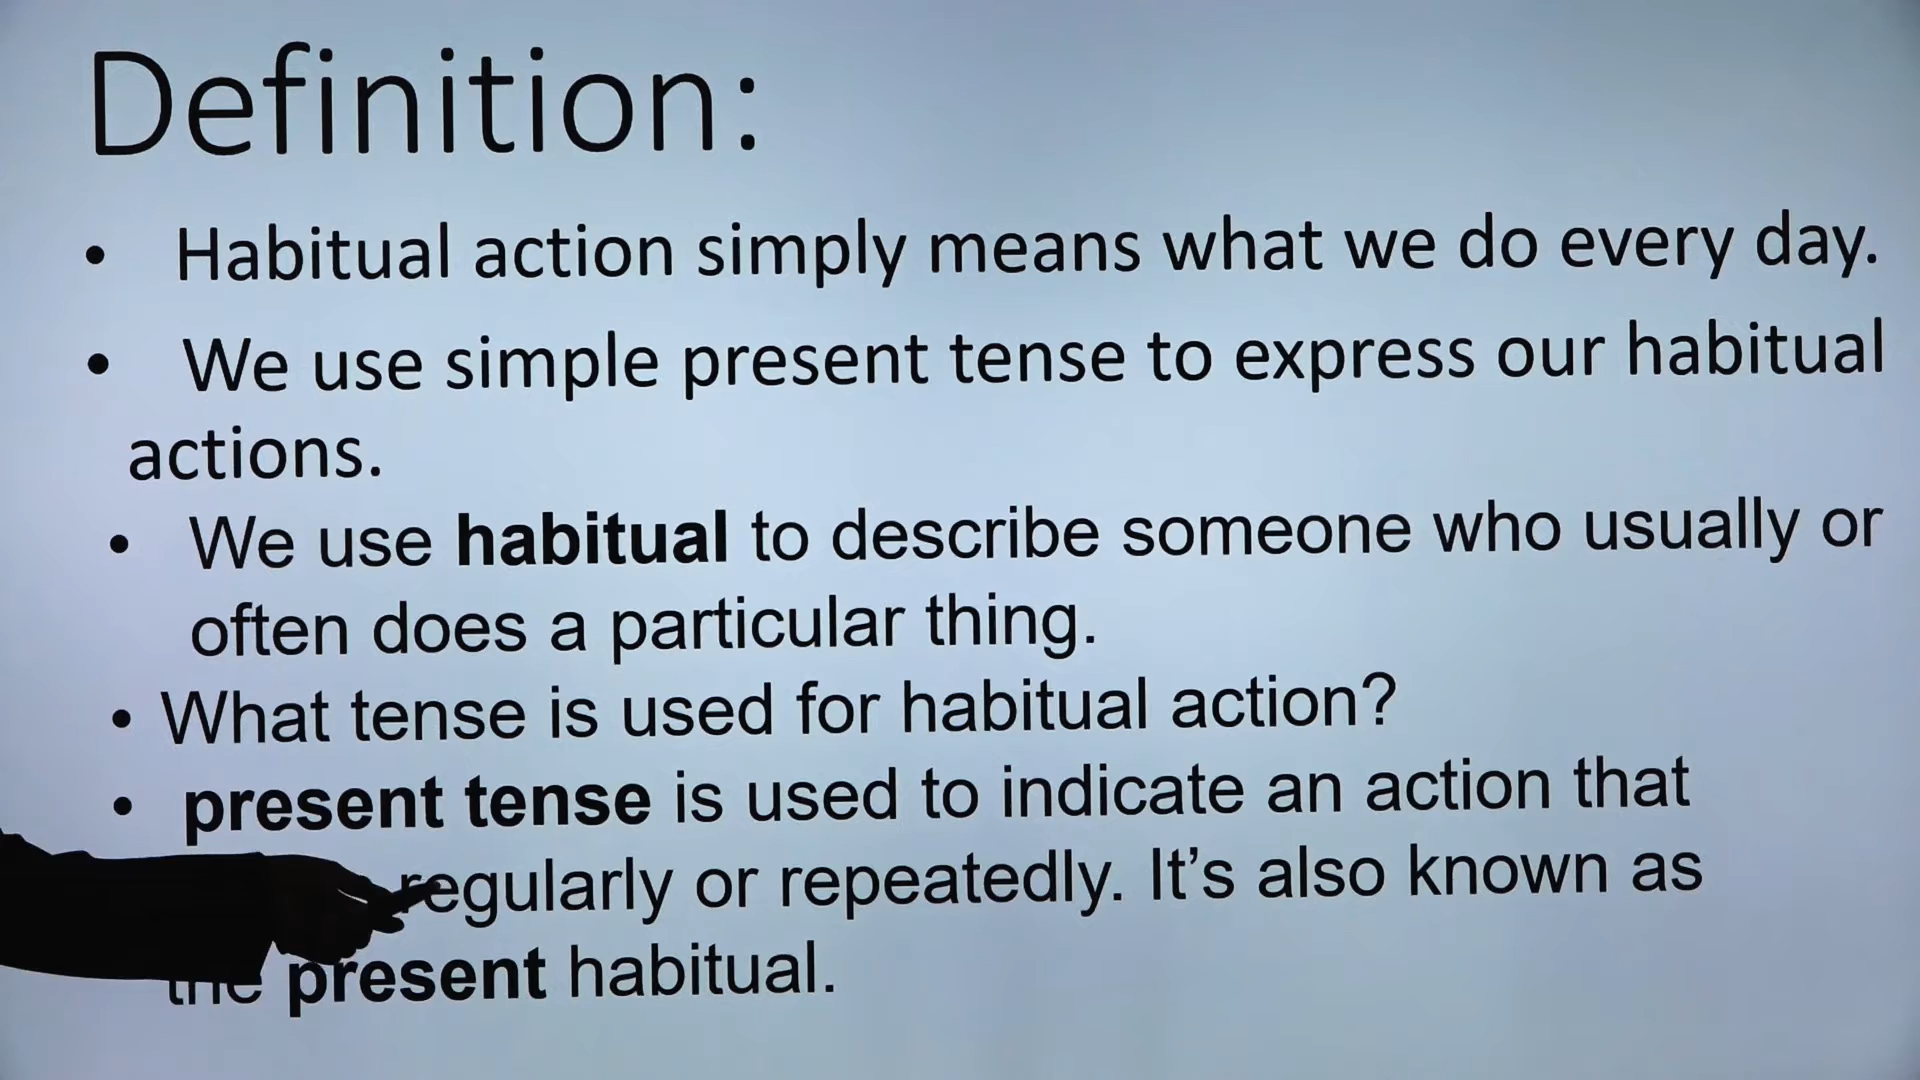 Definition:
• Habitual action simply means what we do every day.
• We use simple present tense to express our habitual
actions.
• We use habitual to describe someone who usually or
often does a particular thing.
• What tense is used for habitual action?
• present tense is used to indicate an action that
regularly or repeatedly. It’s also known as
the present habitual.